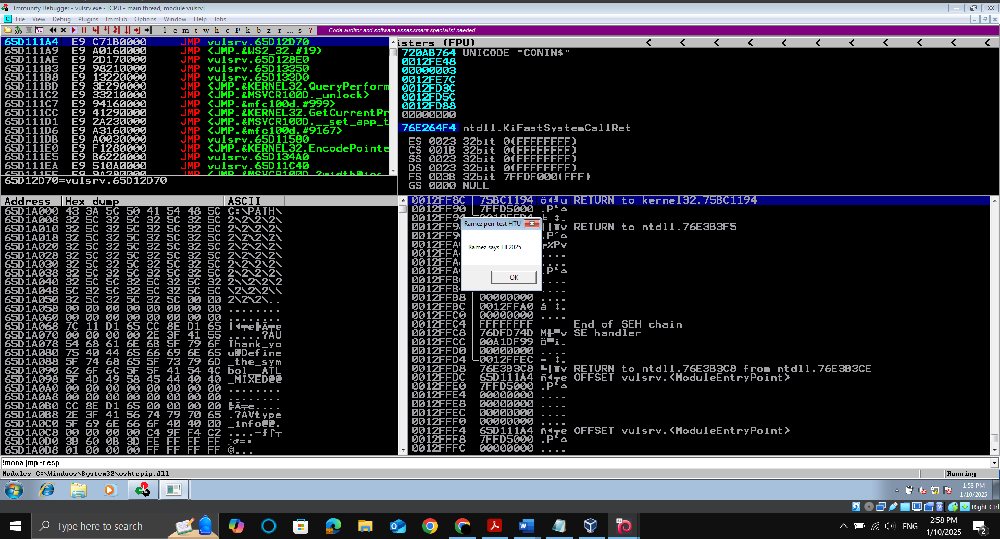 Immunity Debugger - vulsrv.exe - [CPU - main thread, module vulsrv]
File View Debug Plugins ImmLib Options Window Help Jobs
l e m t w h c P k b z r ... s ?
Code auditor and software assessment specialist needed
65D111A4 E9 C71B0000 JMP vulsrv.65D12D70
65D111A9 E9 A0160000 JMP <JMP.&WS2_32.#19>
65D111AE E9 2D170000 JMP vulsrv.65D128E0
65D111B3 E9 98210000 JMP vulsrv.65D13350
65D111B8 E9 13220000 JMP vulsrv.65D133D0
65D111BD E9 3E290000 JMP <JMP.&KERNEL32.QueryPerform
65D111C2 E9 33210000 JMP <JMP.&MSVCR100D._unlock>
65D111C7 E9 94160000 JMP <JMP.&mfc100d.#999>
65D111CC E9 41290000 JMP <JMP.&KERNEL32.GetCurrentPr
65D111D1 E9 2A230000 JMP <JMP.&MSVCR100D.__set_app_t
65D111D6 E9 A3160000 JMP <JMP.&mfc100d.#9167>
65D111DB E9 A0030000 JMP vulsrv.65D11580
65D111E0 E9 F1280000 JMP <JMP.&KERNEL32.EncodePointe
65D111E5 E9 B6220000 JMP vulsrv.65D134A0
65D111EA E9 510A0000 JMP vulsrv.65D11C40
65D111EF E9 9A280000 JMP <JMP.&MSVCR100D.?width@ios_
65D12D70=vulsrv.65D12D70
isters (FPU) < < < < < < < < < < <
720AB764 UNICODE "CONIN$"
0012FE48
00000003
0012FE7C
0012FD3C
0012FD5C
0012FD88
00000000
76E264F4 ntdll.KiFastSystemCallRet
ES 0023 32bit 0(FFFFFFFF)
CS 001B 32bit 0(FFFFFFFF)
SS 0023 32bit 0(FFFFFFFF)
DS 0023 32bit 0(FFFFFFFF)
FS 003B 32bit 7FFDF000(FFF)
GS 0000 NULL
Address Hex dump ASCII
65D1A000 43 3A 5C 50 41 54 48 5C C:\PATH\
65D1A008 32 5C 32 5C 32 5C 32 5C 2\2\2\2\
65D1A010 32 5C 32 5C 32 5C 32 5C 2\2\2\2\
65D1A018 32 5C 32 5C 32 5C 32 5C 2\2\2\2\
65D1A020 32 5C 32 5C 32 5C 32 5C 2\2\2\2\
65D1A028 32 5C 32 5C 32 5C 32 5C 2\2\2\2\
65D1A030 32 5C 32 5C 32 5C 32 5C 2\2\2\2\
65D1A038 32 5C 32 5C 32 5C 32 5C 2\2\2\2\
65D1A040 32 5C 5C 32 5C 32 5C 32 2\\2\2\2
65D1A048 5C 32 5C 32 5C 32 5C 5C \2\2\2\\
65D1A050 32 5C 32 5C 32 5C 00 00 2\2\2\..
65D1A058 00 00 00 00 00 00 00 00 ........
65D1A060 00 00 00 00 00 00 00 00 ........
65D1A068 7C 11 D1 65 CC 8E D1 65 |◄╤e╠Ä╤e
65D1A070 00 00 00 00 2E 3F 41 55 .....?AU
65D1A078 54 68 61 6E 6B 5F 79 6F Thank_yo
65D1A080 75 40 44 65 66 69 6E 65 u@Define
65D1A088 5F 74 68 65 5F 73 79 6D _the_sym
65D1A090 62 6F 6C 5F 5F 41 54 4C bol__ATL
65D1A098 5F 4D 49 58 45 44 40 40 _MIXED@@
65D1A0A0 00 00 00 00 00 00 00 00 ........
65D1A0A8 00 00 00 00 00 00 00 00 ........
65D1A0B0 CC 8E D1 65 00 00 00 00 ╠Ä╤e....
65D1A0B8 2E 3F 41 56 74 79 70 65 .?AVtype
65D1A0C0 5F 69 6E 66 6F 40 40 00 _info@@.
65D1A0C8 00 00 00 00 C4 9F F4 C2 ....─ƒ⌠┬
65D1A0D0 3B 60 0B 3D FE FF FF FF ;`♂=■
65D1A0D8 01 00 00 00 FF FF FF FF ☺...
0012FF8C 75BC1194 ö◄╝u RETURN to kernel32.75BC1194
0012FF90 7FFD5000 .P²⌂
0012FF94 0012FFD4 ╘ ↕.
0012FF9 |∏v RETURN to ntdll.76E3B3F5
0012FF9 .P²⌂
0012FFA %Pv
0012FFA ....
0012FFA ....
0012FFA .P²⌂
0012FFB ....
0012FFB ....
0012FFB8 00000000 ....
0012FFBC 0012FFA0 á ↕.
0012FFC0 00000000 ....
0012FFC4 FFFFFFFF End of SEH chain
0012FFC8 76DFD74D M╫▀v SE handler
0012FFCC 00A1DF99 Ö▀í.
0012FFD0 00000000 ....
0012FFD4 0012FFEC ∞ ↕.
0012FFD8 76E3B3C8 ╚|∏v RETURN to ntdll.76E3B3C8 from ntdll.76E3B3CE
0012FFDC 65D111A4 ñ◄╤e OFFSET vulsrv.<ModuleEntryPoint>
0012FFE0 7FFD5000 .P²⌂
0012FFE4 00000000 ....
0012FFE8 00000000 ....
0012FFEC 00000000 ....
0012FFF0 00000000 ....
0012FFF4 65D111A4 ñ◄╤e OFFSET vulsrv.<ModuleEntryPoint>
0012FFF8 7FFD5000 .P²⌂
0012FFFC 00000000 ....
Ramez pen-test HTU
Ramez says HI 2025
OK
!mona jmp -r esp
Modules C:\Windows\System32\wshtcpip.dll
Running
1:58 PM
1/10/2025
Right Ctrl
Type here to search
64
ENG
2:58 PM
1/10/2025
2